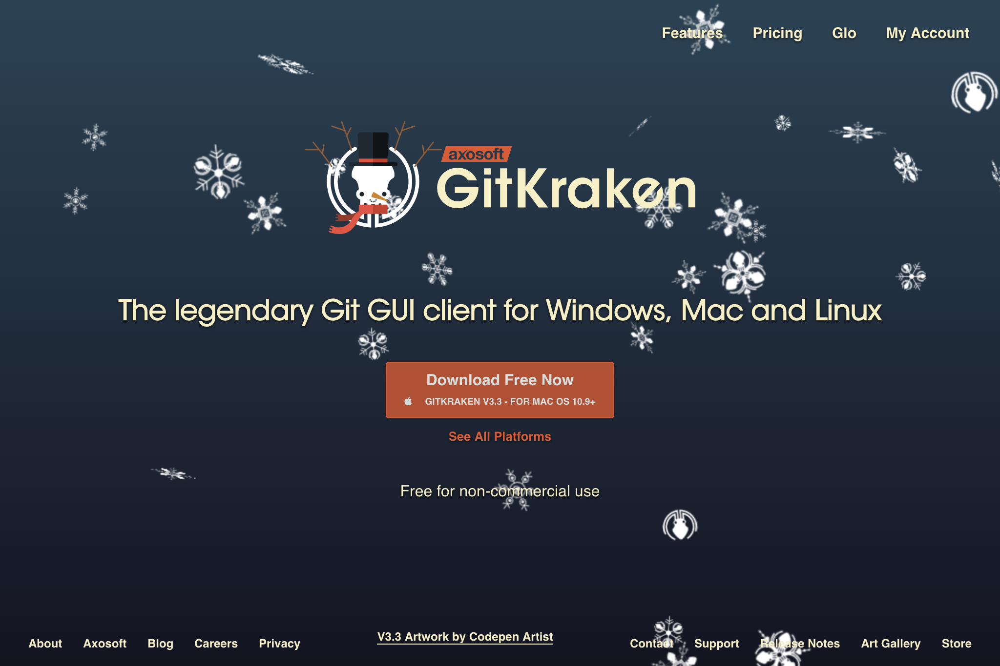 Features Pricing Glo My Account
axosoft
GitKraken
The legendary Git GUI client for Windows, Mac and Linux
Download Free Now
GITKRAKEN V3.3 - FOR MAC OS 10.9+
See All Platforms
Free for non-commercial use
V3.3 Artwork by Codepen Artist
About Axosoft Blog Careers Privacy
Contact Support Release Notes Art Gallery Store